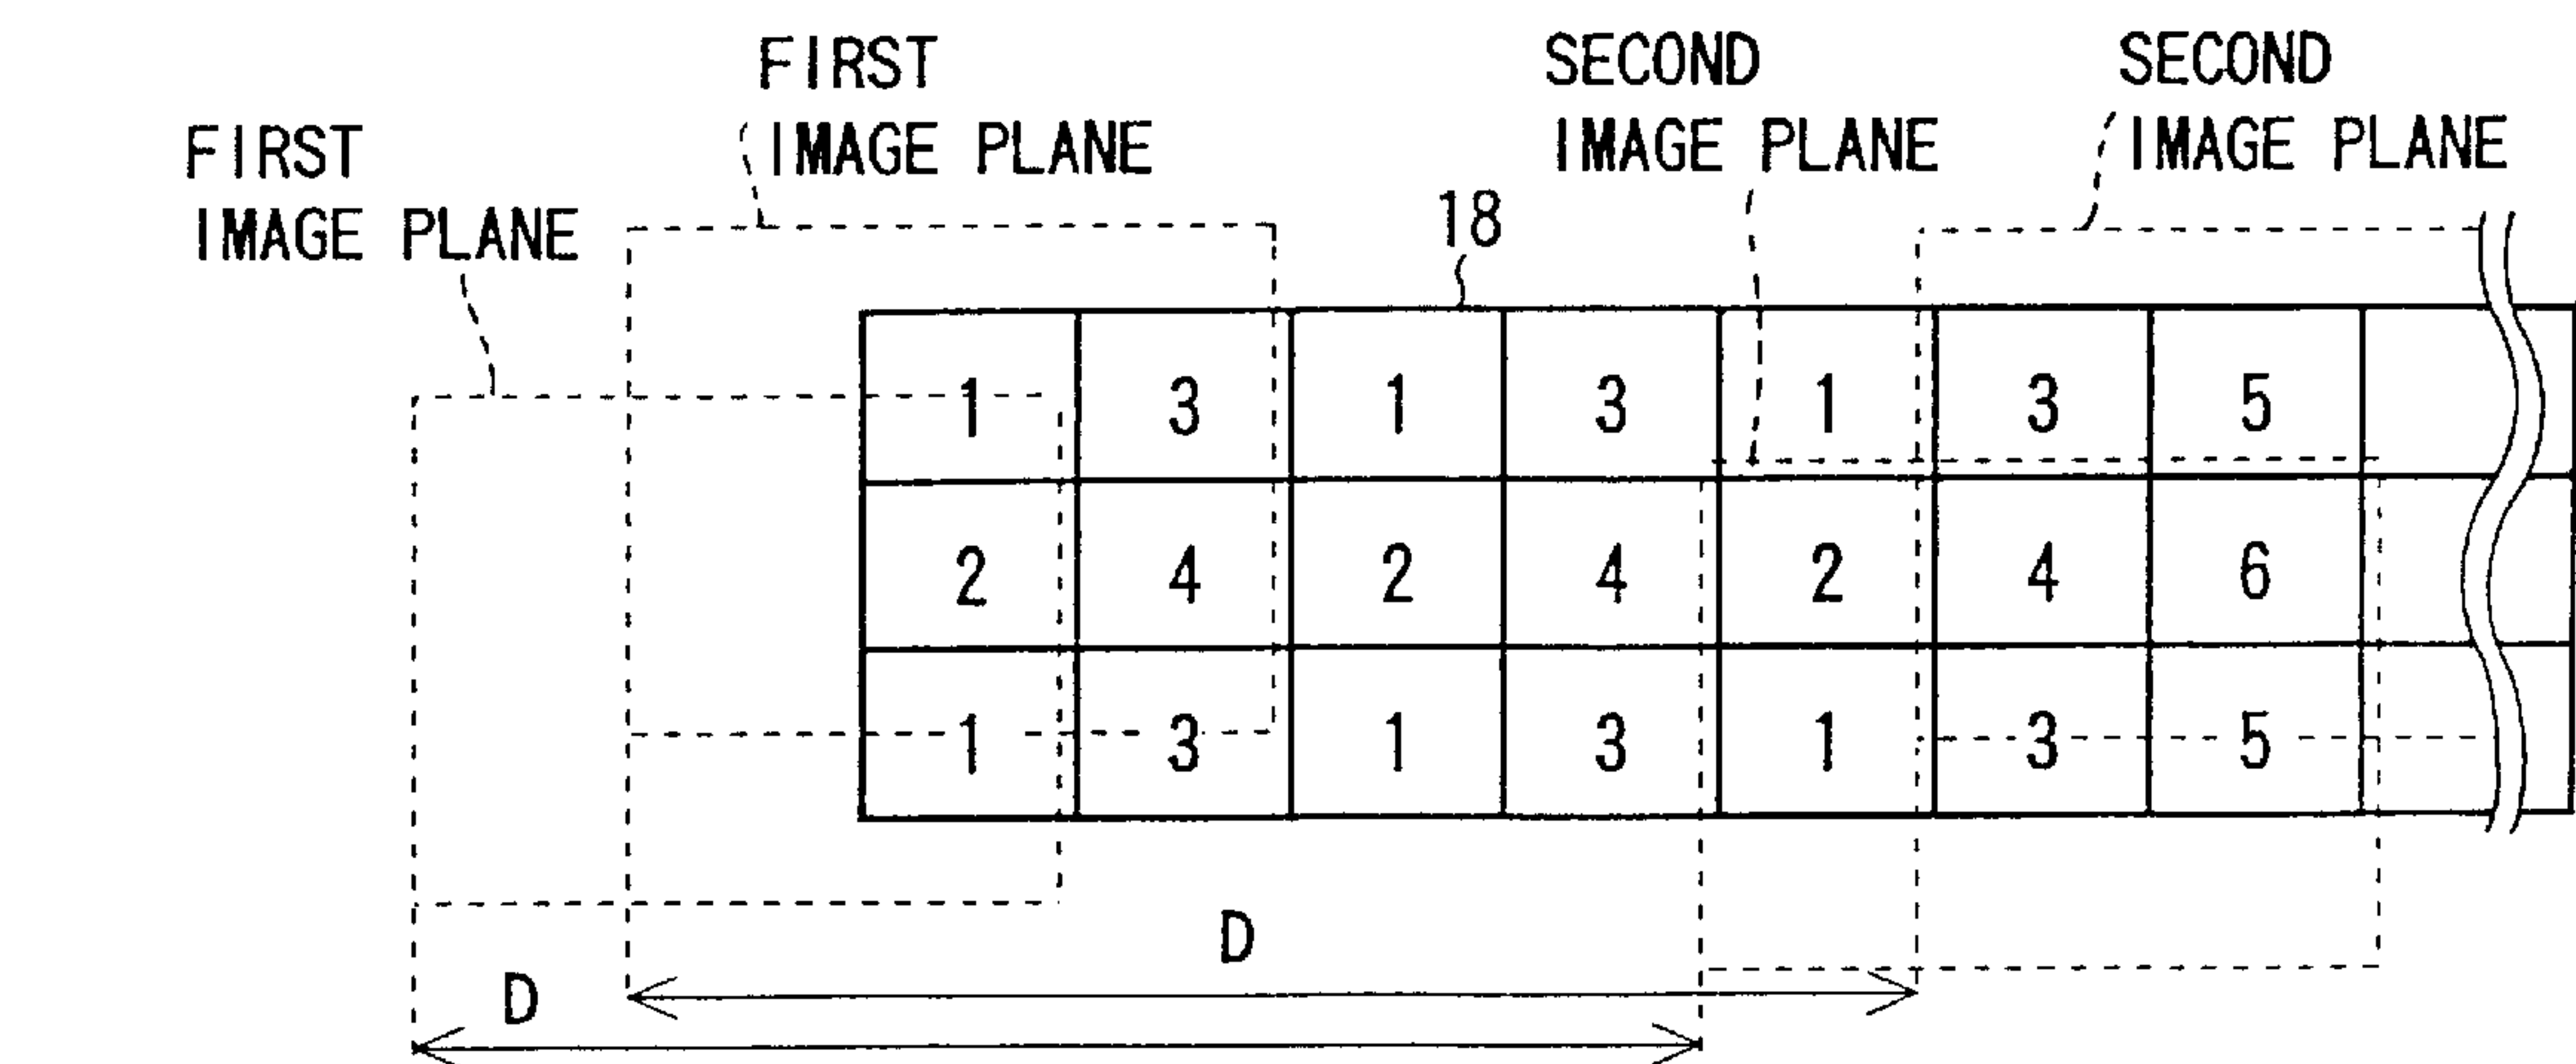 FIRST
IMAGE PLANE
FIRST
IMAGE PLANE
SECOND
IMAGE PLANE
SECOND
IMAGE PLANE
18
1 3 1 3 1 3 5
2 4 2 4 2 4 6
1 3 1 3 1 3 5
D
D